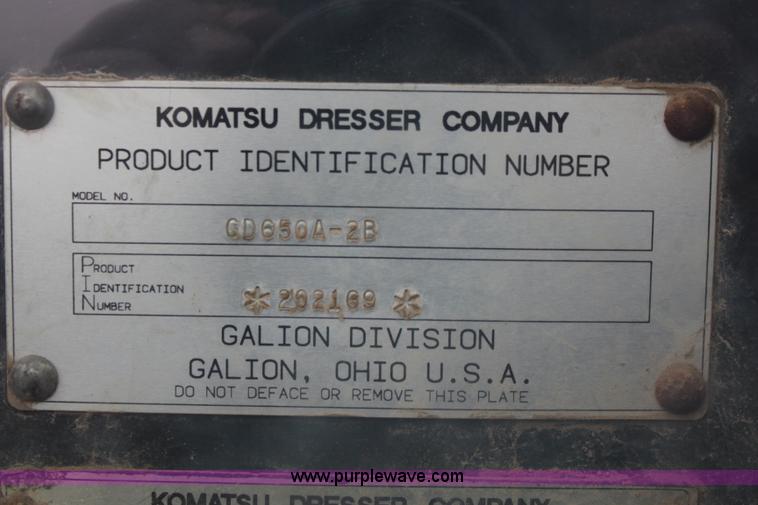 KOMATSU DRESSER COMPANY
PRODUCT IDENTIFICATION NUMBER
MODEL NO.
GD650A-2B
PRODUCT
IDENTIFICATION
NUMBER
*202169*
GALION DIVISION
GALION, OHIO U.S.A.
DO NOT DEFACE OR REMOVE THIS PLATE
www.purplewave.com
KOMATSU DRESSER COMPANY